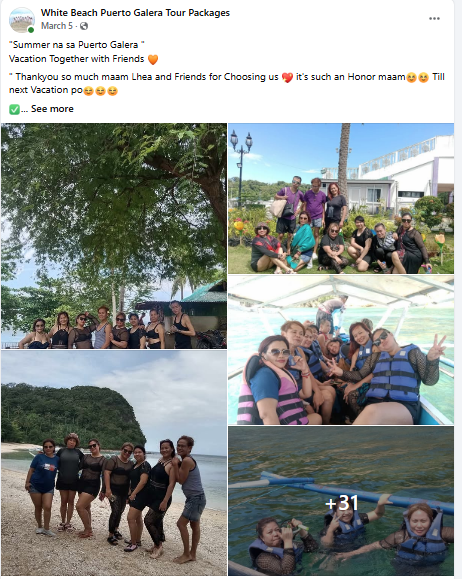 White Beach Puerto Galera Tour Packages
March 5 ·
"Summer na sa Puerto Galera "
Vacation Together with Friends 🧡
" Thankyou so much maam Lhea and Friends for Choosing us 💖 it's such an Honor maam😊😊 Till
next Vacation po😊😊😊
✅... See more
+31